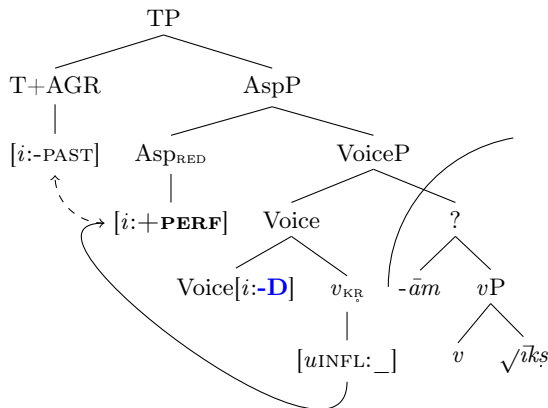 TP
T+AGR AspP
[i:-PAST] Asp_RED VoiceP
[i:+PERF] Voice ?
Voice[i:-D] v_KR̥ -ām vP
[uINFL:_] v √īkṣ